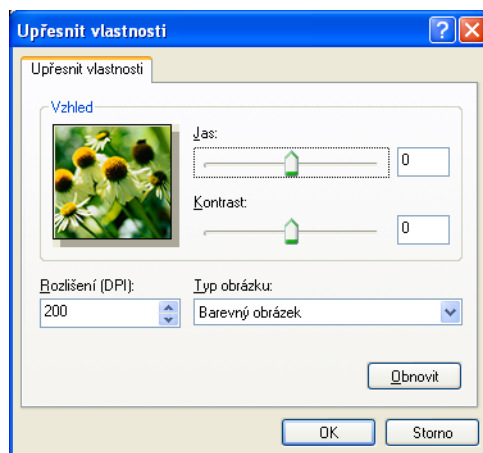 Upřesnit vlastnosti
Upřesnit vlastnosti
Vzhled
Jas:
0
Kontrast:
0
Rozlišení (DPI):
Typ obrázku:
200
Barevný obrázek
Obnovit
OK
Storno